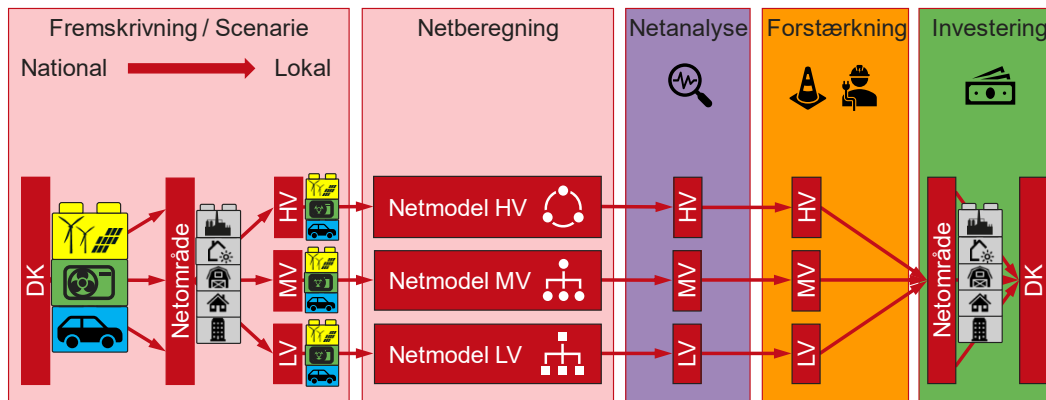 Fremskrivning / Scenarie
National
Lokal
DK
Netområde
HV
MV
LV
Netberegning
Netmodel HV
Netmodel MV
Netmodel LV
Netanalyse
HV
MV
LV
Forstærkning
HV
MV
LV
Investering
Netområde
DK